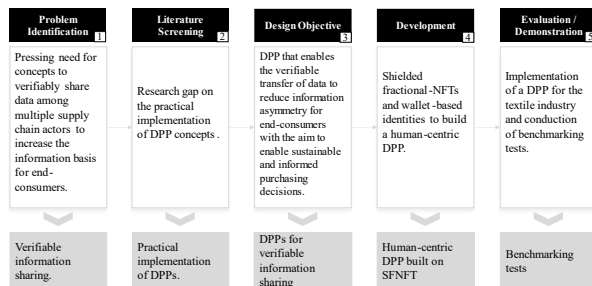 Problem
Identification
1
Pressing need for
concepts to
verifiably share
data among
multiple supply
chain actors to
increase the
information basis
for end-
consumers.
Verifiable
information
sharing.
Literature
Screening
2
Research gap on
the practical
implementation
of DPP concepts.
Practical
implementation
of DPPs.
Design Objective
3
DPP that enables
the verifiable
transfer of data to
reduce information
asymmetry for
end-consumers
with the aim to
enable sustainable
and informed
purchasing
decisions.
DPPs for
verifiable
information
sharing
Development
4
Shielded
fractional-NFTs
and wallet-based
identities to build
a human-centric
DPP.
Human-centric
DPP built on
SFNFT
Evaluation /
Demonstration
5
Implementation
of a DPP for the
textile industry
and conduction
of benchmarking
tests.
Benchmarking
tests